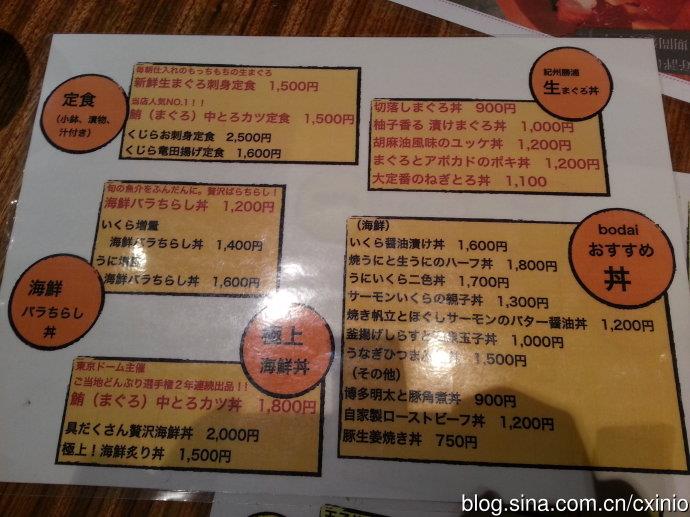 定食
(小鉢、漬物、
汁付き)
毎朝仕入れのもっちもちの生まぐろ
新鮮生まぐろ刺身定食 1,500円
当店人気NO.1！！
鮪（まぐろ）中とろカツ定食 1,500円
くじらお刺身定食 2,500円
くじら竜田揚げ定食 1,600円
紀州勝浦
生まぐろ丼
切落しまぐろ丼 900円
柚子香る 漬けまぐろ丼 1,000円
胡麻油風味のユッケ丼 1,200円
まぐろとアボカドのポキ丼 1,200円
大定番のねぎとろ丼 1,100
海鮮
バラちらし
丼
旬の魚介をふんだんに。贅沢ばらちらし！
海鮮バラちらし丼 1,200円
いくら増量
海鮮バラちらし丼 1,400円
うに増
海鮮バラちらし丼 1,600円
bodai
おすすめ
丼
（海鮮）
いくら醤油漬け丼 1,600円
焼うにと生うにのハーフ丼 1,800円
うにいくら二色丼 1,700円
サーモンいくらの親子丼 1,300円
焼き帆立とほぐしサーモンのバター醤油丼 1,200円
釜揚げしらすと 玉子丼 1,000円
うなぎひつま 1,500円
（その他）
博多明太と豚角煮丼 900円
自家製ローストビーフ丼 1,200円
豚生姜焼き丼 750円
極上
海鮮丼
東京ドーム主催
ご当地どんぶり選手権２年連続出品！！
鮪（まぐろ）中とろカツ丼 1,800円
具だくさん贅沢海鮮丼 2,000円
極上！海鮮炙り丼 1,500円
blog.sina.com.cn/cxinio